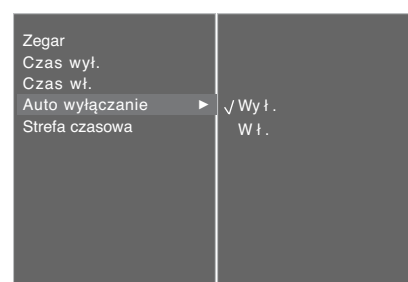 Zegar
Czas wył.
Czas wł.
Auto wyłączanie ►
Strefa czasowa
√ Wył.
Wł.